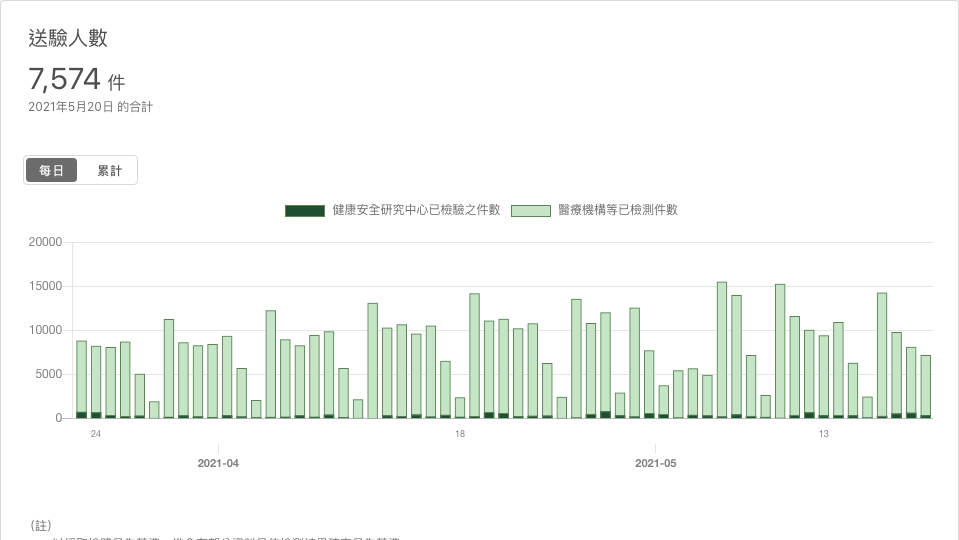 送驗人數
7,574 件
2021年5月20日 的合計
每日 累計
健康安全研究中心已檢驗之件數 醫療機構等已檢測件數
20000
15000
10000
5000
0
24 18 13
2021-04 2021-05
（註）